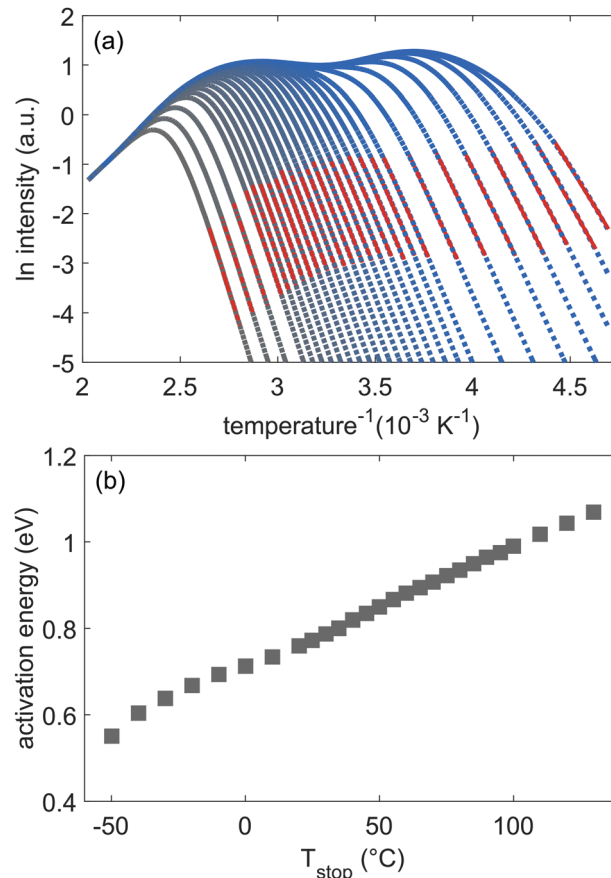 (a)
ln intensity (a.u.)
1
0
-1
-2
-3
-4
-5
2 2.5 3 3.5 4 4.5
temperature⁻¹(10⁻³ K⁻¹)
(b)
activation energy (eV)
1.2
1
0.8
0.6
0.4
-50 0 50 100
T_stop (°C)